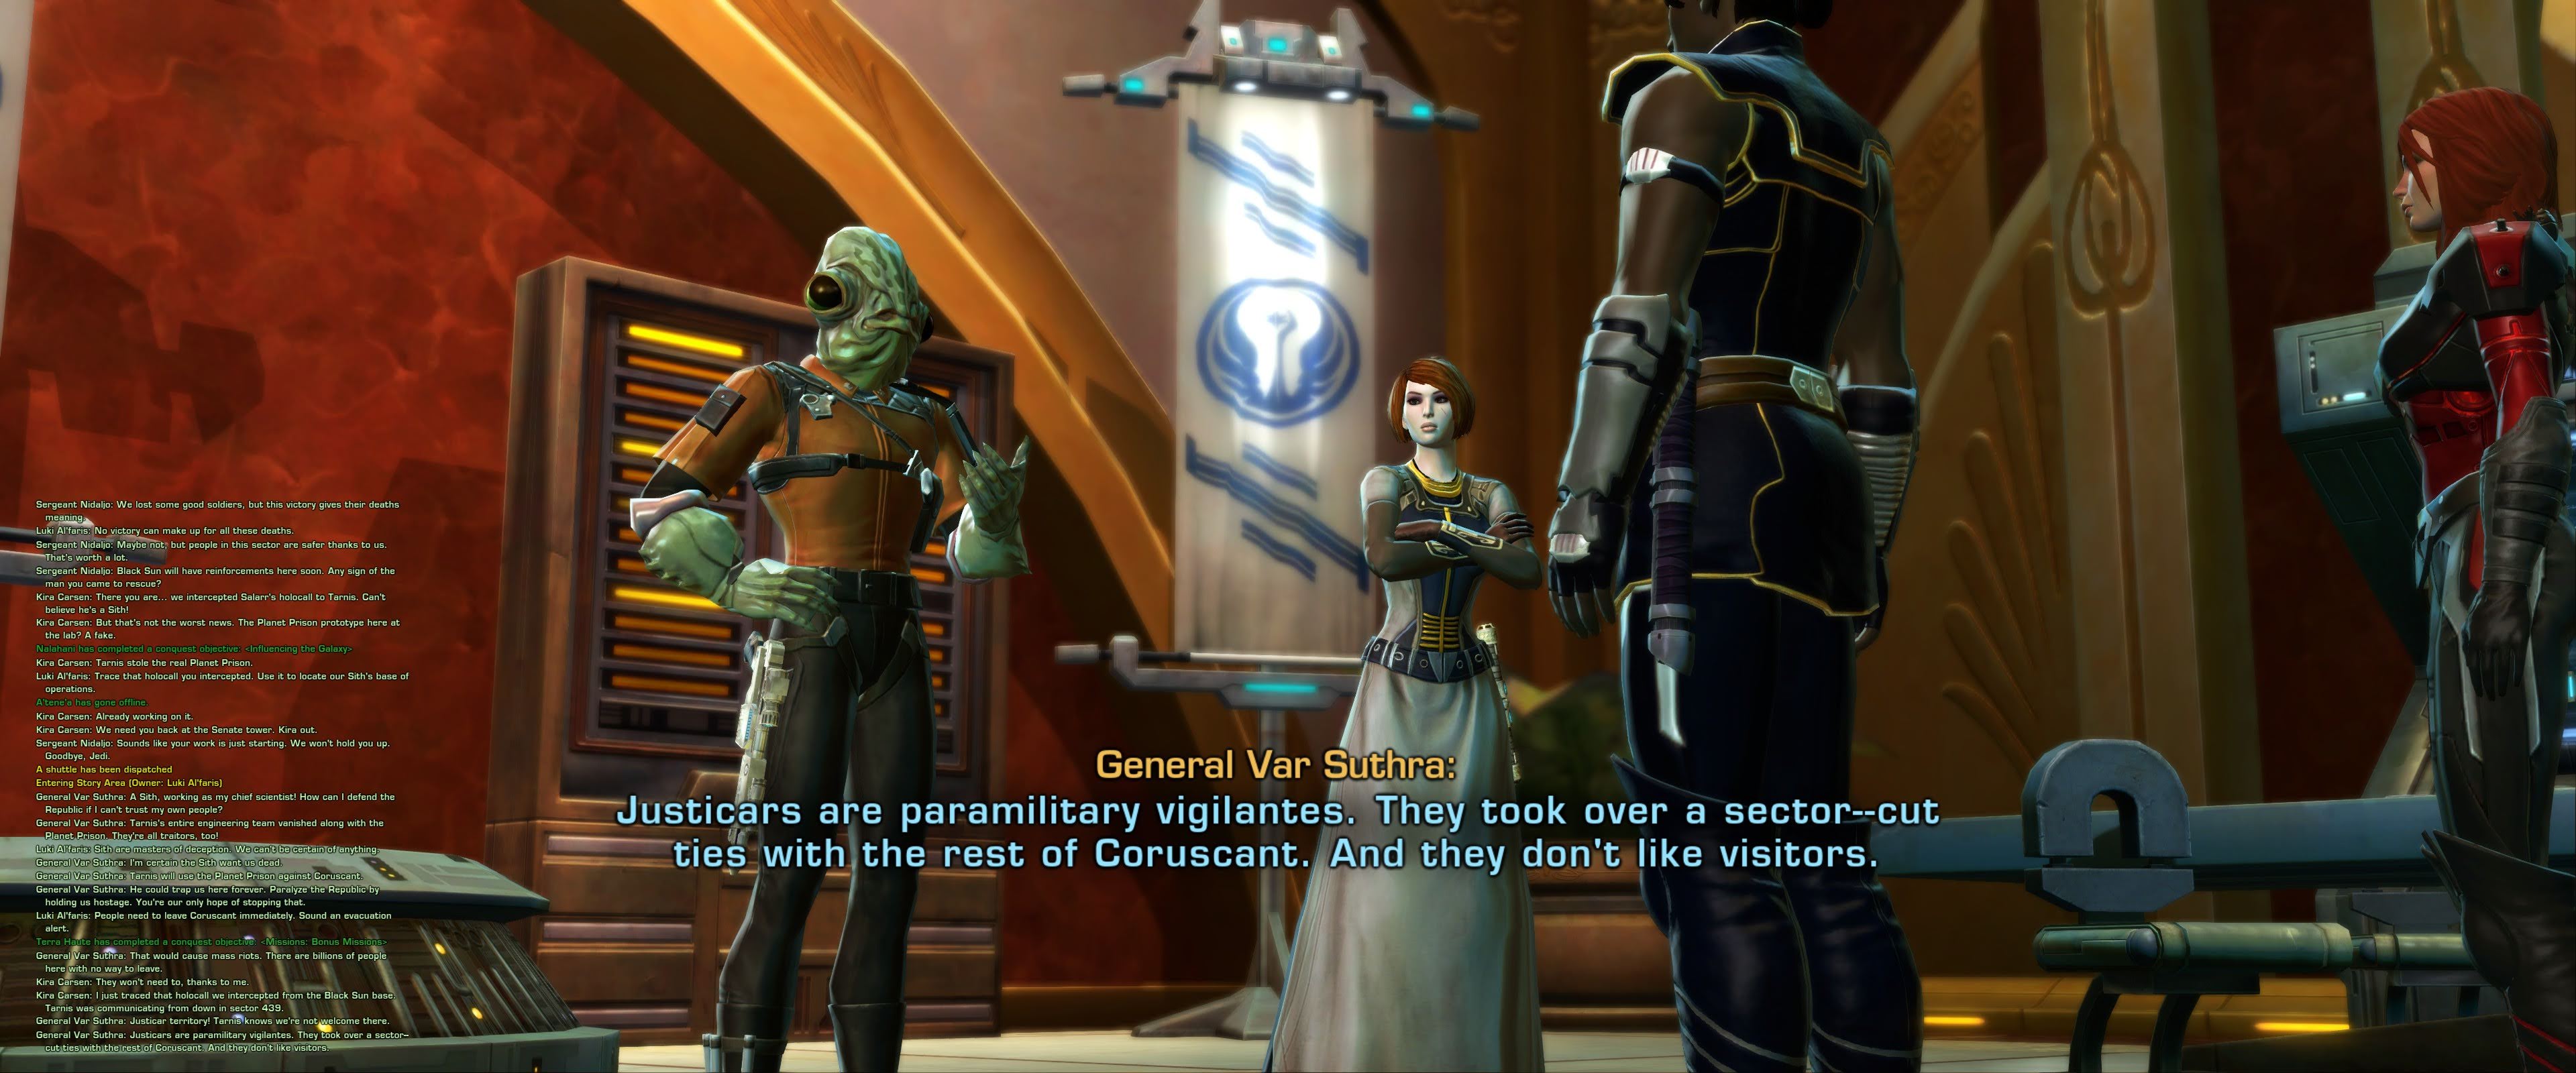 Sergeant Nidaljo: We lost some good soldiers, but this victory gives their deaths
meaning.
Luki Al'faris: No victory can make up for all these deaths.
Sergeant Nidaljo: Maybe not, but people in this sector are safer thanks to us.
That's worth a lot.
Sergeant Nidaljo: Black Sun will have reinforcements here soon. Any sign of the
man you came to rescue?
Kira Carsen: There you are... we intercepted Salarr's holocall to Tarnis. Can't
believe he's a Sith!
Kira Carsen: But that's not the worst news. The Planet Prison prototype here at
the lab? A fake.
Nalahani has completed a conquest objective: <Influencing the Galaxy>
Kira Carsen: Tarnis stole the real Planet Prison.
Luki Al'faris: Trace that holocall you intercepted. Use it to locate our Sith's base of
operations.
A'tene'a has gone offline.
Kira Carsen: Already working on it.
Kira Carsen: We need you back at the Senate tower. Kira out.
Sergeant Nidaljo: Sounds like your work is just starting. We won't hold you up.
Goodbye, Jedi.
A shuttle has been dispatched
Entering Story Area (Owner: Luki Al'faris)
General Var Suthra: A Sith, working as my chief scientist! How can I defend the
Republic if I can't trust my own people?
General Var Suthra: Tarnis's entire engineering team vanished along with the
Planet Prison. They're all traitors, too!
Luki Al'faris: Sith are masters of deception. We can't be certain of anything.
General Var Suthra: I'm certain the Sith want us dead.
General Var Suthra: Tarnis will use the Planet Prison against Coruscant.
General Var Suthra: He could trap us here forever. Paralyze the Republic by
holding us hostage. You're our only hope of stopping that.
Luki Al'faris: People need to leave Coruscant immediately. Sound an evacuation
alert.
Terra Haute has completed a conquest objective: <Missions: Bonus Missions>
General Var Suthra: That would cause mass riots. There are billions of people
here with no way to leave.
Kira Carsen: They won't need to, thanks to me.
Kira Carsen: I just traced that holocall we intercepted from the Black Sun base.
Tarnis was communicating from down in sector 439.
General Var Suthra: Justicar territory! Tarnis knows we're not welcome there.
General Var Suthra: Justicars are paramilitary vigilantes. They took over a sector--
cut ties with the rest of Coruscant. And they don't like visitors.
General Var Suthra:
Justicars are paramilitary vigilantes. They took over a sector--cut
ties with the rest of Coruscant. And they don't like visitors.